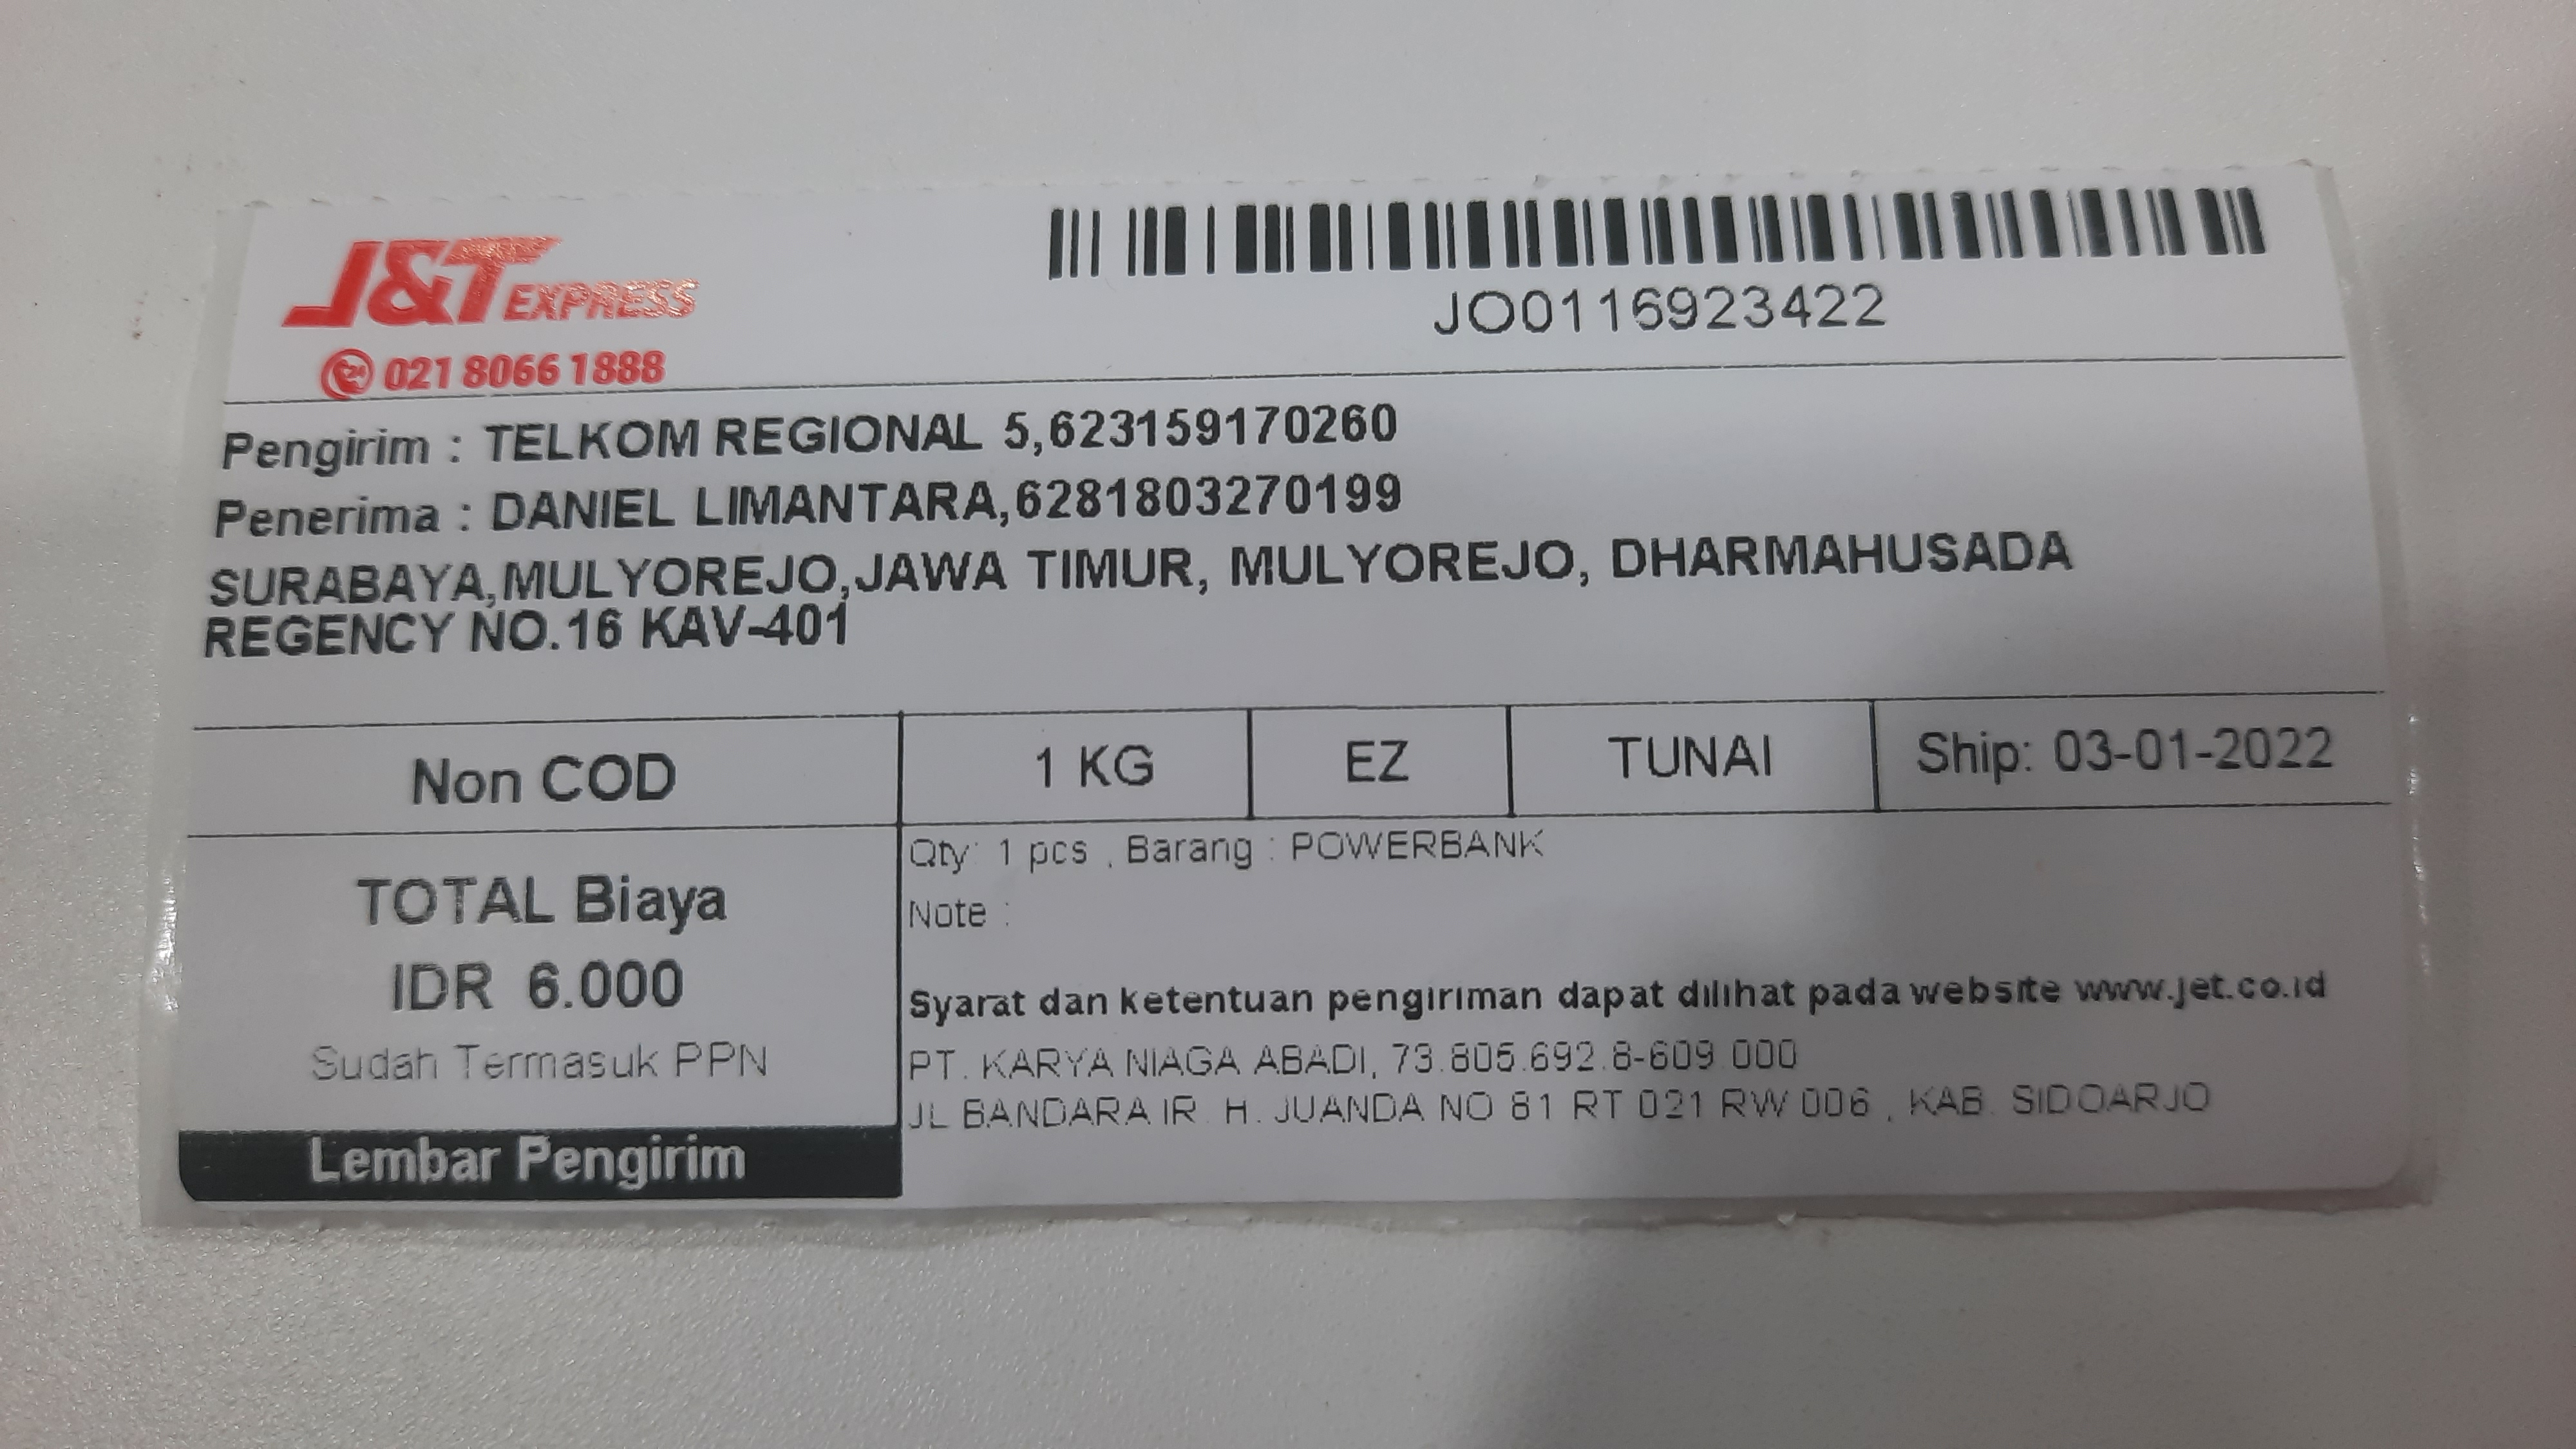 J&T EXPRESS
021 8066 1888
JO0116923422
Pengirim : TELKOM REGIONAL 5,623159170260
Penerima : DANIEL LIMANTARA,6281803270199
SURABAYA,MULYOREJO,JAWA TIMUR, MULYOREJO, DHARMAHUSADA
REGENCY NO.16 KAV-401
Non COD
1 KG
EZ
TUNAI
Ship: 03-01-2022
TOTAL Biaya
IDR 6.000
Sudah Termasuk PPN
Lembar Pengirim
Qty: 1 pcs , Barang : POWERBANK
Note :
Syarat dan ketentuan pengiriman dapat dilihat pada website www.jet.co.id
PT. KARYA NIAGA ABADI, 73.805.692.8-609.000
JL BANDARA IR. H. JUANDA NO 81 RT 021 RW 006 , KAB. SIDOARJO